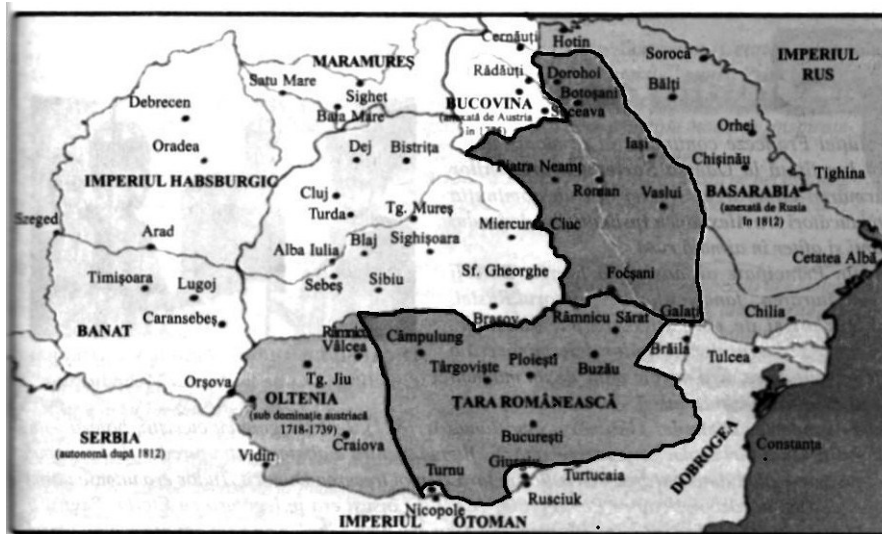 Cernăuți
Hotin
Soroca
IMPERIUL
RUS
MARAMUREȘ
Rădăuți
Dorohoi
Bălți
Satu Mare
Sighet
BUCOVINA
(anexată de Austria
Botoșani
Suceava
Debrecen
Baia Mare
Orhei
Oradea
Dej
Bistrița
Iași
Chișinău
IMPERIUL HABSBURGIC
Piatra Neamț
Tighina
Cluj
Roman
Vaslui
BASARABIA
(anexată de Rusia
în 1812)
Szeged
Turda
Tg. Mureș
Miercurea Ciuc
Arad
Blaj
Sighișoara
Cetatea Albă
Alba Iulia
Timișoara
Lugoj
Sebeș
Sibiu
Sf. Gheorghe
Focșani
Caransebeș
Brașov
Râmnicu Sărat
Galați
Chilia
BANAT
Râmnicu
Vâlcea
Câmpulung
Brăila
Tulcea
Ploiești
Târgoviște
Buzău
Orșova
Tg. Jiu
OLTENIA
(sub dominație austriacă
1718-1739)
ȚARA ROMÂNEASCĂ
SERBIA
(autonomă după 1812)
București
Constanța
Craiova
Vidin
DOBROGEA
Turnu
Giurgiu
Turtucaia
Rusciuk
Nicopole
IMPERIUL
OTOMAN